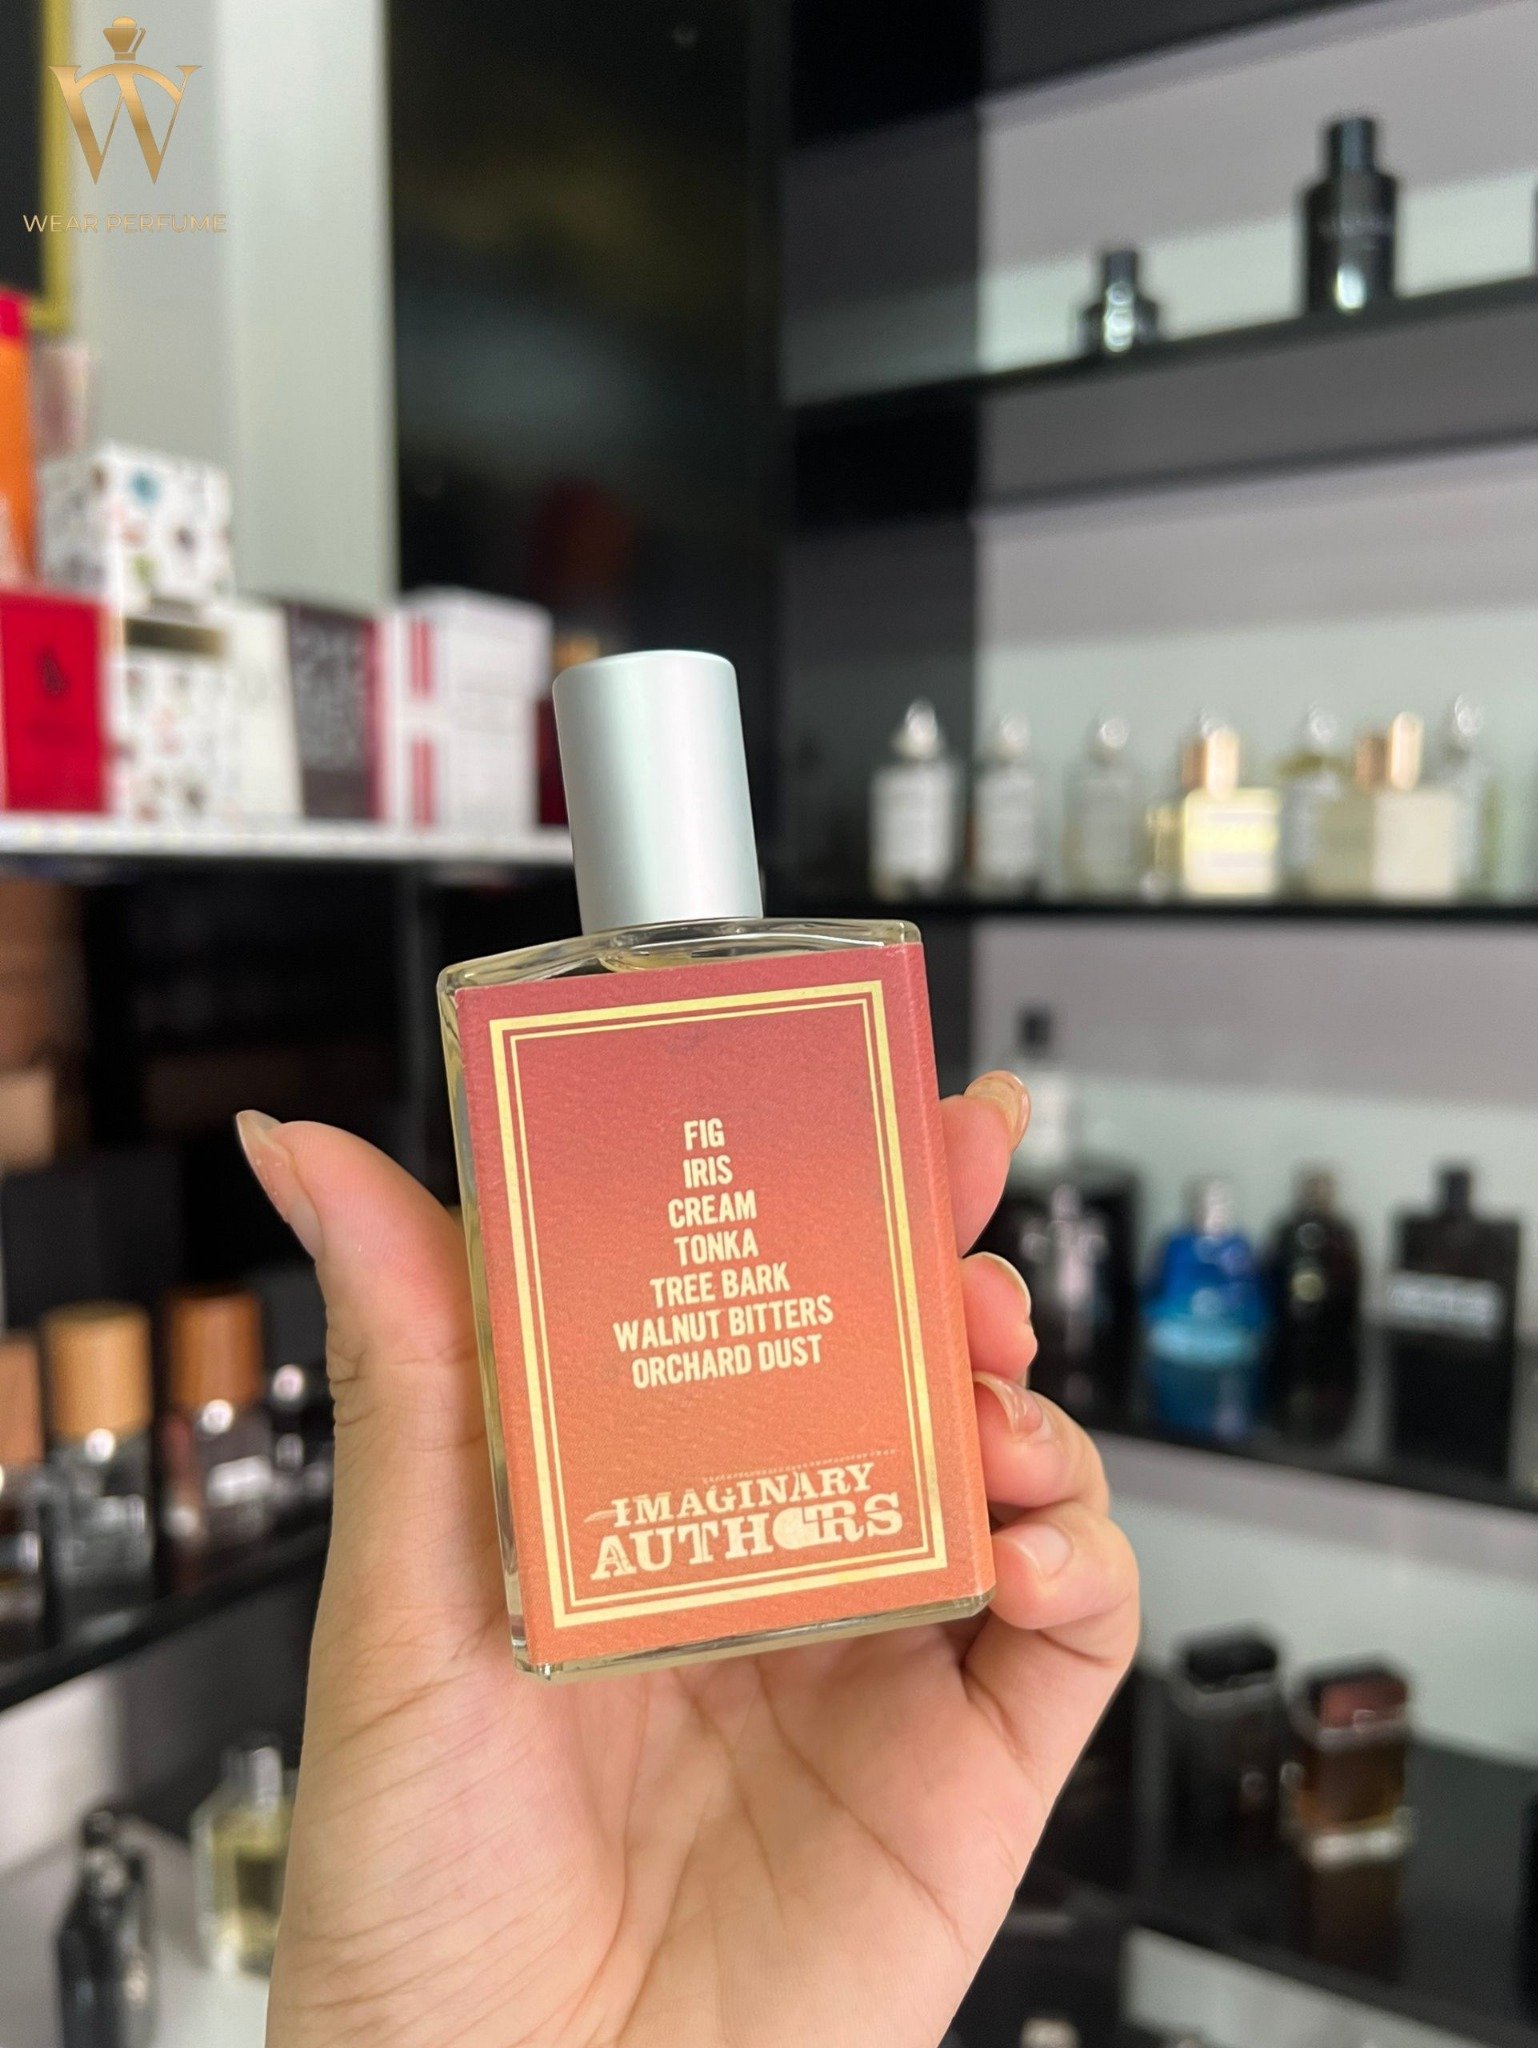 WEAR PERFUME
FIG
IRIS
CREAM
TONKA
TREE BARK
WALNUT BITTERS
ORCHARD DUST
IMAGINARY
AUTHORS